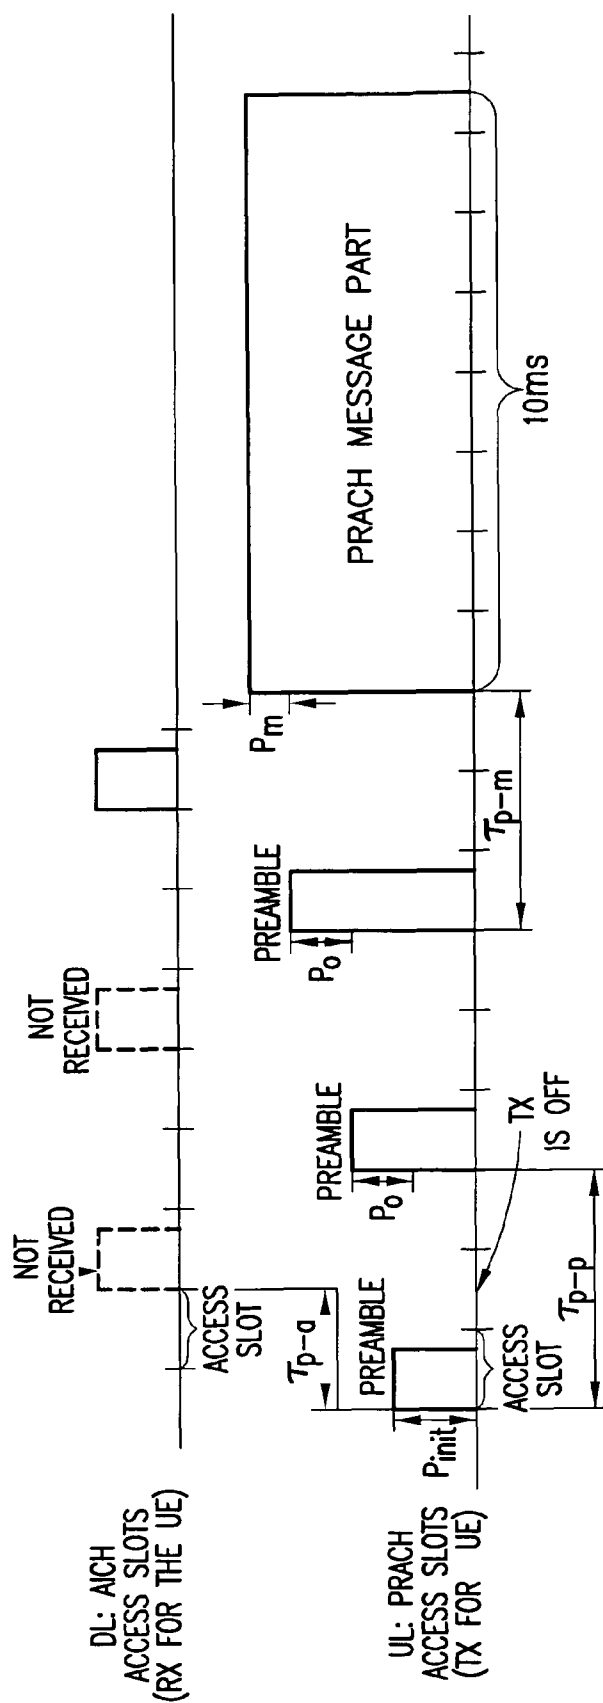 DL: AICH
ACCESS SLOTS
(RX FOR THE UE)
ACCESS
SLOT
NOT
RECEIVED
NOT
RECEIVED
τp-a
UL: PRACH
ACCESS SLOTS
(TX FOR UE)
Pinit
PREAMBLE
ACCESS
SLOT
τp-p
TX
IS OFF
Po
PREAMBLE
Po
PREAMBLE
τp-m
Pm
PRACH MESSAGE PART
10ms